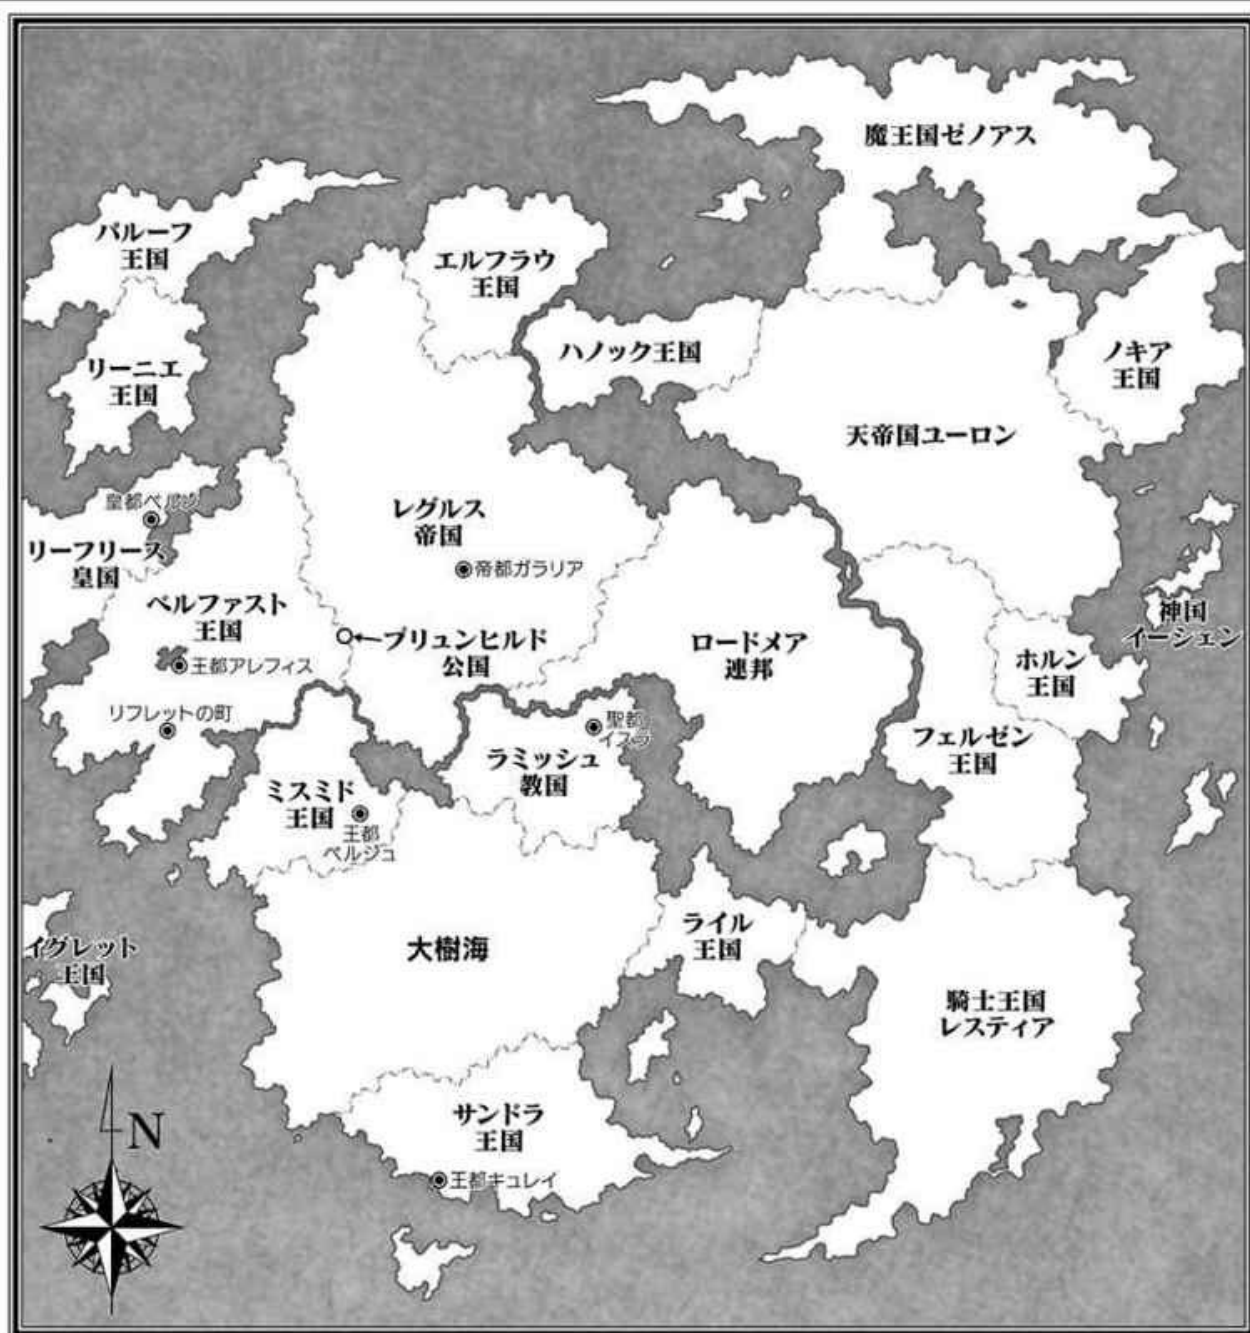 魔王国ゼノアス
パルーフ
王国
エルフラウ
王国
リーニエ
王国
ハノック王国
ノキア
王国
天帝国ユーロン
皇都ベルン
リーフリース
皇国
レグルス
帝国
帝都ガラリア
ベルファスト
王国
王都アレフィス
リフレットの町
ブリュンヒルド
公国
ロードメア
連邦
神国
イーシェン
ホルン
王国
フェルゼン
王国
聖都
イスラ
ラミッシュ
教国
ミスミド
王国
王都
ベルジュ
大樹海
ライル
王国
イグレット
王国
騎士王国
レスティア
サンドラ
王国
王都キュレイ
N